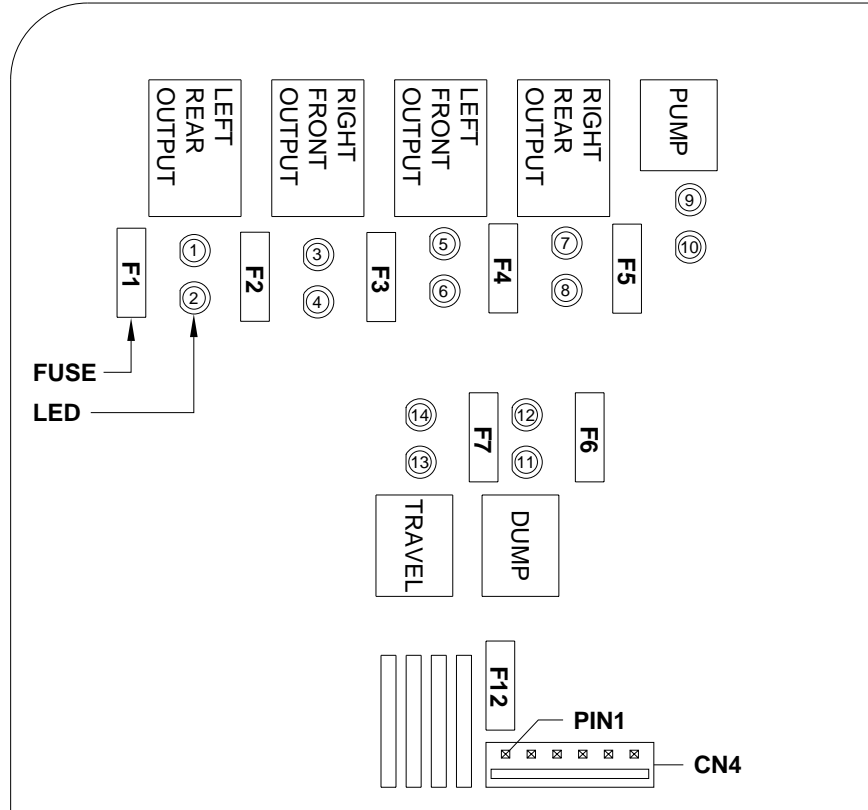 LEFT
REAR
OUTPUT
RIGHT
FRONT
OUTPUT
LEFT
FRONT
OUTPUT
RIGHT
REAR
OUTPUT
PUMP
9
10
1
2
3
4
5
6
7
8
F1
F2
F3
F4
F5
FUSE
LED
14
13
12
11
F7
F6
TRAVEL
DUMP
F12
PIN1
CN4